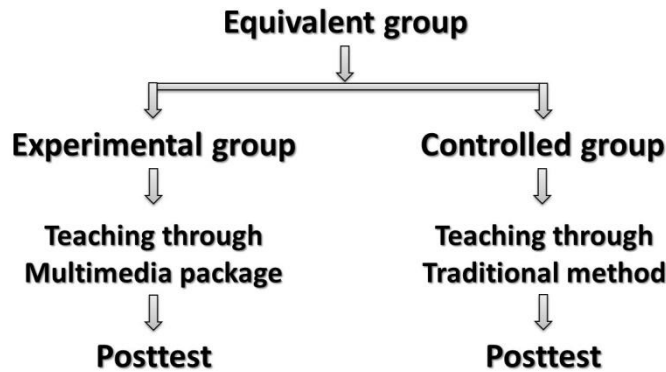 Equivalent group
Experimental group
Controlled group
Teaching through
Multimedia package
Teaching through
Traditional method
Posttest
Posttest